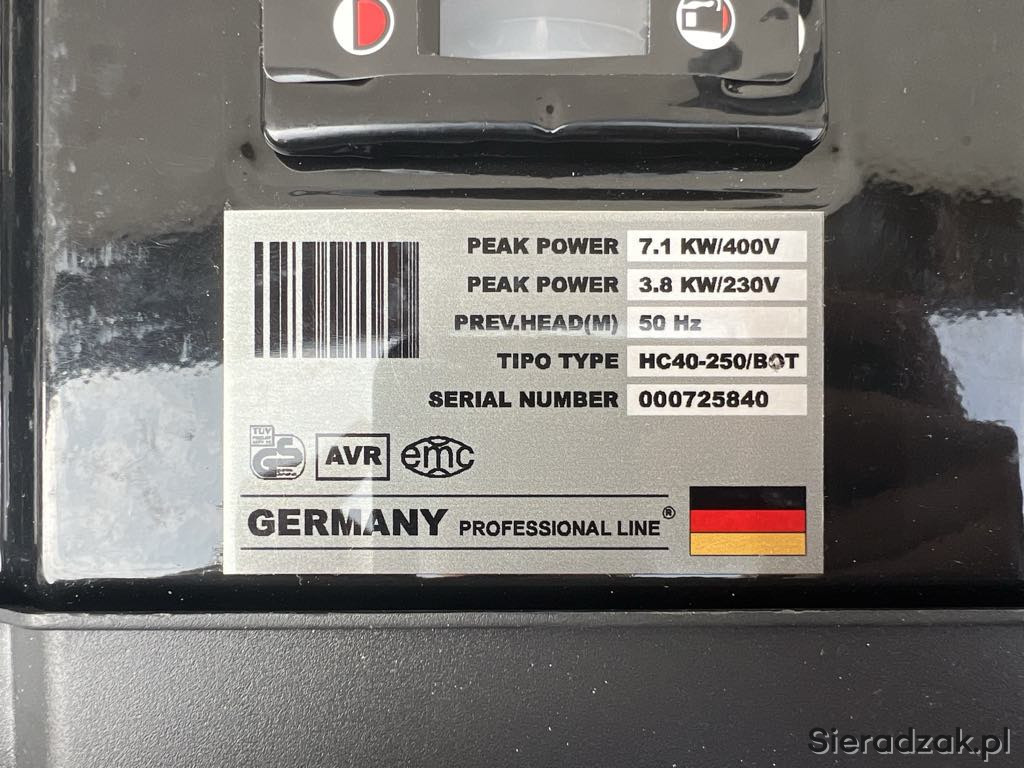 PEAK POWER 7.1 KW/400V
PEAK POWER 3.8 KW/230V
PREV.HEAD(M) 50 Hz
TIPO TYPE HC40-250/BOT
SERIAL NUMBER 000725840
TÜV
AVR
emc
GERMANY PROFESSIONAL LINE®
Sieradzak.pl